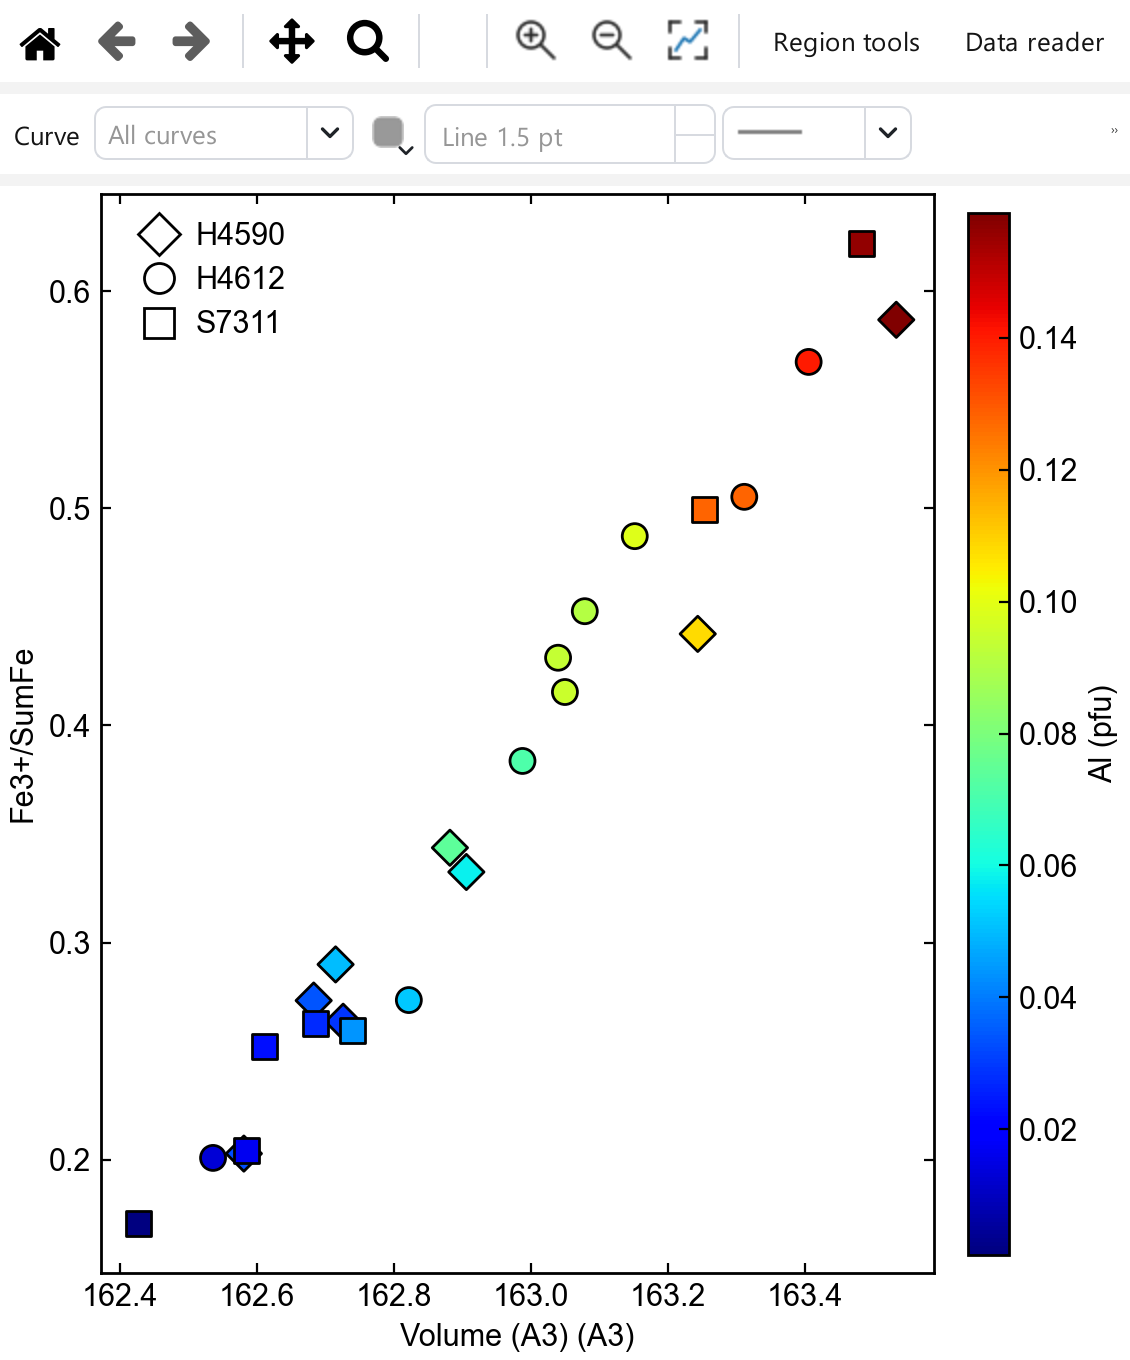 Region tools Data reader
Curve All curves Line 1.5 pt »
H4590
H4612
S7311
0.6
0.5
0.4
0.3
0.2
Fe3+/SumFe
162.4 162.6 162.8 163.0 163.2 163.4
Volume (A3) (A3)
0.14
0.12
0.10
0.08
0.06
0.04
0.02
Al (pfu)